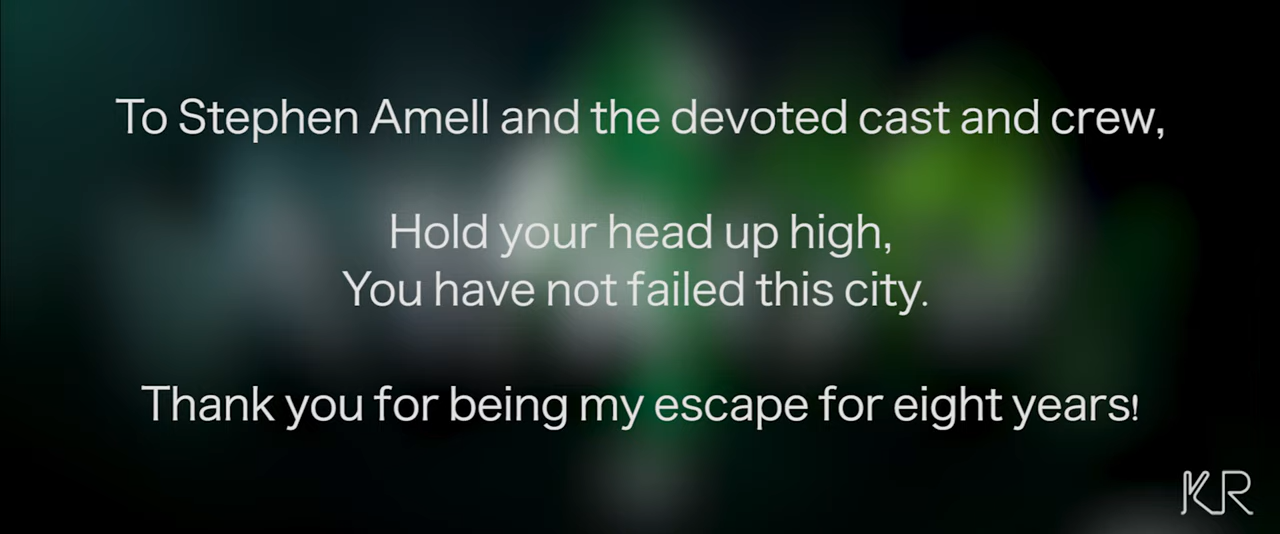 To Stephen Amell and the devoted cast and crew,
Hold your head up high,
You have not failed this city.
Thank you for being my escape for eight years!
KR